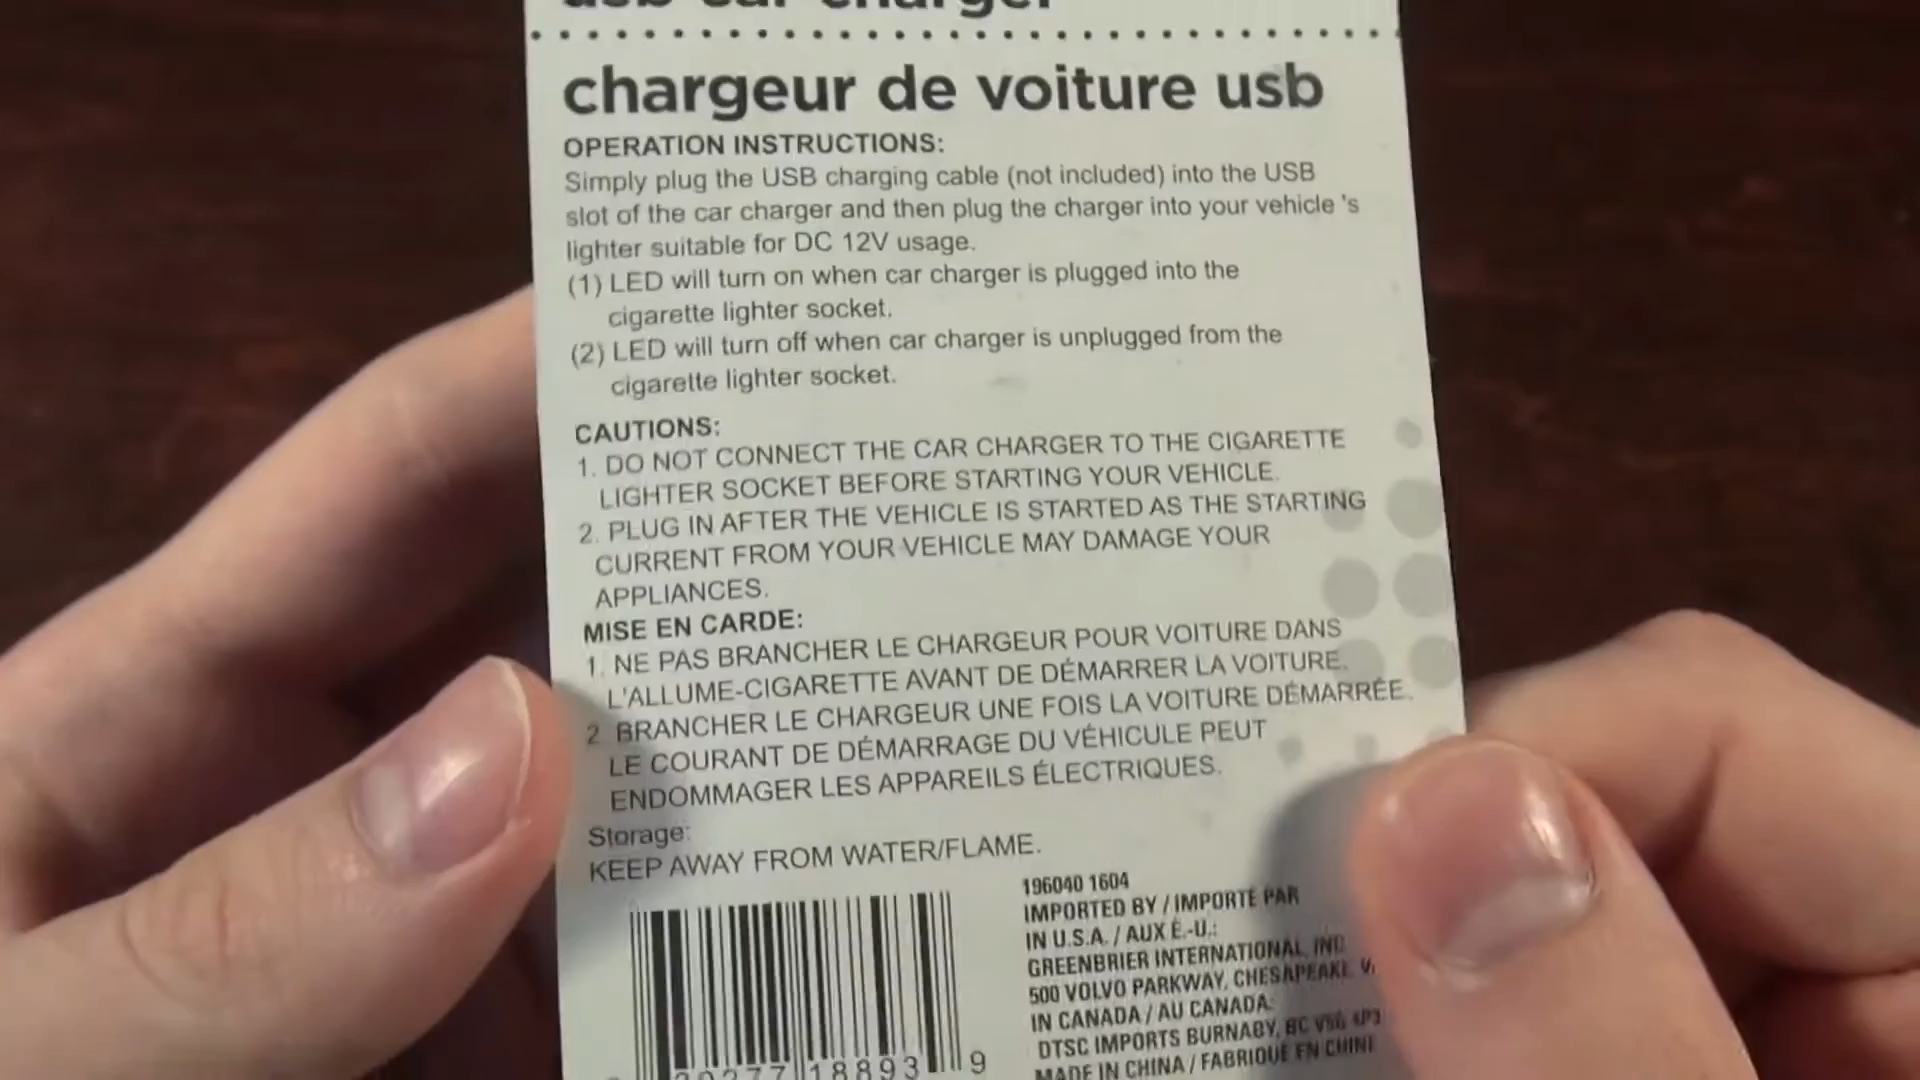 usb car charger
chargeur de voiture usb
OPERATION INSTRUCTIONS:
Simply plug the USB charging cable (not included) into the USB
slot of the car charger and then plug the charger into your vehicle 's
lighter suitable for DC 12V usage.
(1) LED will turn on when car charger is plugged into the
cigarette lighter socket.
(2) LED will turn off when car charger is unplugged from the
cigarette lighter socket.
CAUTIONS:
1. DO NOT CONNECT THE CAR CHARGER TO THE CIGARETTE
LIGHTER SOCKET BEFORE STARTING YOUR VEHICLE.
2. PLUG IN AFTER THE VEHICLE IS STARTED AS THE STARTING
CURRENT FROM YOUR VEHICLE MAY DAMAGE YOUR
APPLIANCES.
MISE EN CARDE:
1. NE PAS BRANCHER LE CHARGEUR POUR VOITURE DANS
L'ALLUME-CIGARETTE AVANT DE DÉMARRER LA VOITURE.
2 BRANCHER LE CHARGEUR UNE FOIS LA VOITURE DÉMARRÉE.
LE COURANT DE DÉMARRAGE DU VÉHICULE PEUT
ENDOMMAGER LES APPAREILS ÉLECTRIQUES.
Storage:
KEEP AWAY FROM WATER/FLAME.
196040 1604
IMPORTED BY / IMPORTÉ PAR
IN U.S.A. / AUX É.-U.:
GREENBRIER INTERNATIONAL, INC
500 VOLVO PARKWAY, CHESAPEAKE,
IN CANADA / AU CANADA:
DTSC IMPORTS BURNABY, BC
MADE IN CHINA / FABRIQUÉ EN CHINE
18893 9